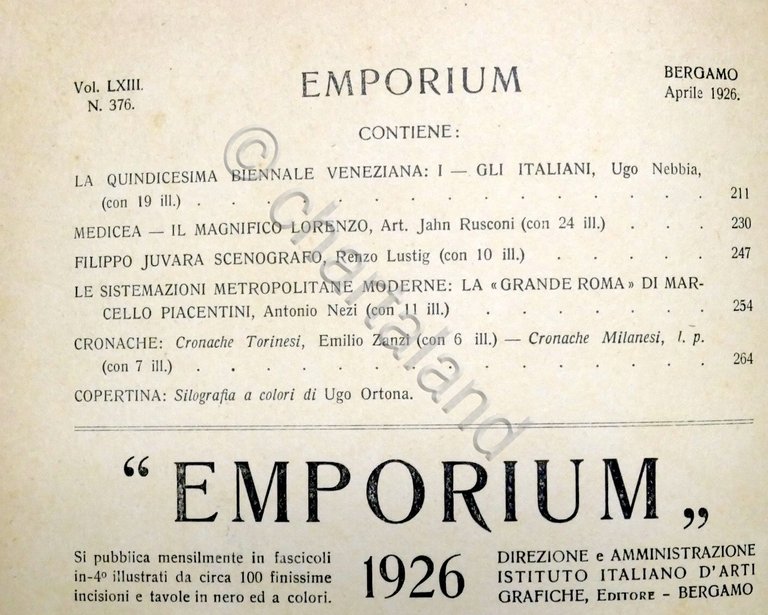 Vol. LXIII.
N. 376.
EMPORIUM
BERGAMO
Aprile 1926.
CONTIENE:
LA QUINDICESIMA BIENNALE VENEZIANA: I — GLI ITALIANI, Ugo Nebbia,
(con 19 ill.) . . . . . . . . . . . . . . . . 211
MEDICEA — IL MAGNIFICO LORENZO, Art. Jahn Rusconi (con 24 ill.) . . . 230
FILIPPO JUVARA SCENOGRAFO, Renzo Lustig (con 10 ill.) . . . . . 247
LE SISTEMAZIONI METROPOLITANE MODERNE: LA «GRANDE ROMA» DI MAR-
CELLO PIACENTINI, Antonio Nezi (con 11 ill.) . . . . . . . 254
CRONACHE: Cronache Torinesi, Emilio Zanzi (con 6 ill.) — Cronache Milanesi, l. p.
(con 7 ill.) . . . . . . . . . . . . . . . . 264
COPERTINA: Silografia a colori di Ugo Ortona.
“ EMPORIUM „
Si pubblica mensilmente in fascicoli
in-4º illustrati da circa 100 finissime
incisioni e tavole in nero ed a colori.
1926
DIREZIONE e AMMINISTRAZIONE
ISTITUTO ITALIANO D'ARTI
GRAFICHE, EDITORE - BERGAMO
© chartaland